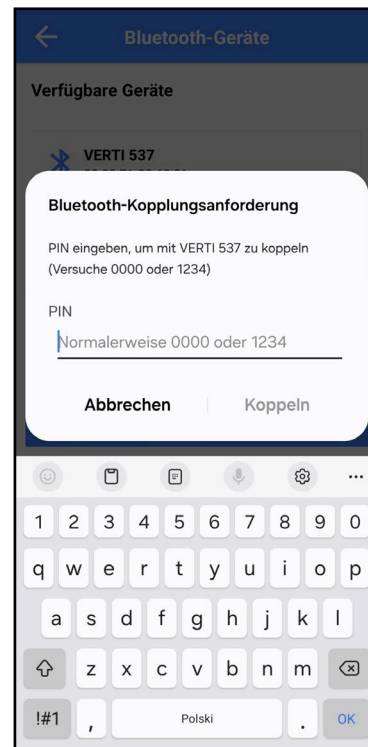 Bluetooth-Geräte
Verfügbare Geräte
VERTI 537
Bluetooth-Kopplungsanforderung
PIN eingeben, um mit VERTI 537 zu koppeln
(Versuche 0000 oder 1234)
PIN
Normalerweise 0000 oder 1234
Abbrechen Koppeln
1 2 3 4 5 6 7 8 9 0
q w e r t y u i o p
a s d f g h j k l
z x c v b n m
!#1 , Polski . OK